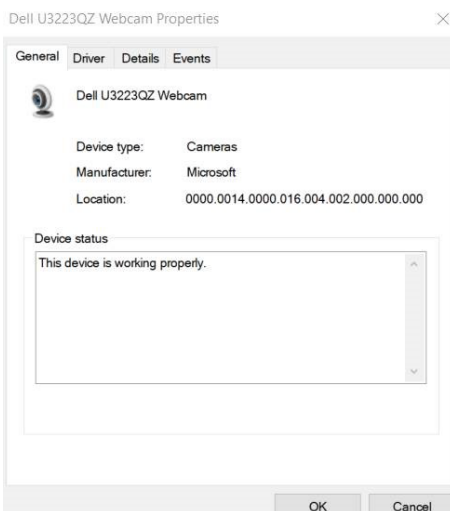 Dell U3223QZ Webcam Properties
General Driver Details Events
Dell U3223QZ Webcam
Device type: Cameras
Manufacturer: Microsoft
Location: 0000.0014.0000.016.004.002.000.000.000
Device status
This device is working properly.
OK Cancel